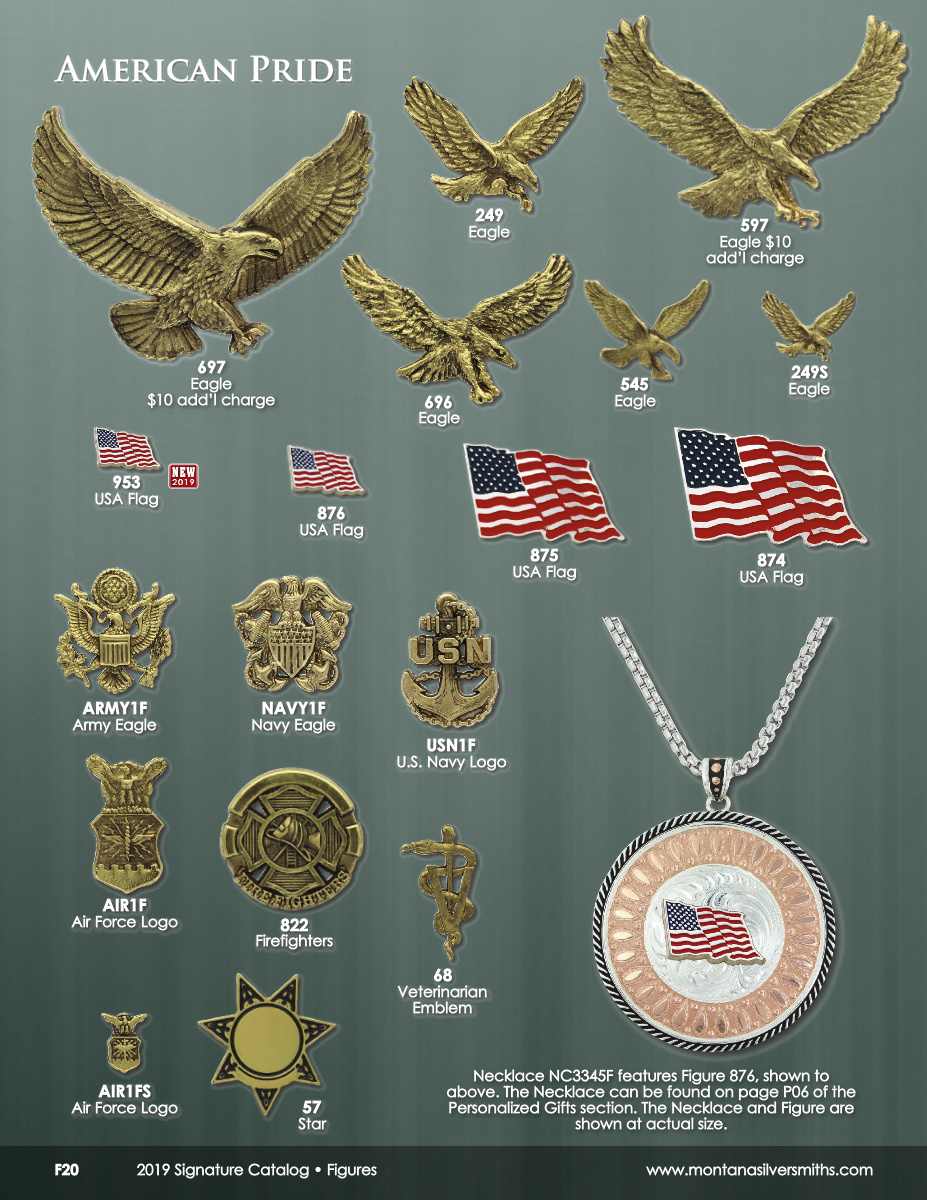 AMERICAN PRIDE
249
Eagle
597
Eagle $10
add'l charge
697
Eagle
$10 add'l charge
696
Eagle
545
Eagle
249S
Eagle
953
USA Flag
NEW
2019
876
USA Flag
875
USA Flag
874
USA Flag
ARMY1F
Army Eagle
NAVY1F
Navy Eagle
USN
USN1F
U.S. Navy Logo
AIR1F
Air Force Logo
FIREFIGHTERS
822
Firefighters
68
Veterinarian
Emblem
AIR1FS
Air Force Logo
57
Star
Necklace NC3345F features Figure 876, shown to
above. The Necklace can be found on page P06 of the
Personalized Gifts section. The Necklace and Figure are
shown at actual size.
F20 2019 Signature Catalog • Figures www.montanasilversmiths.com